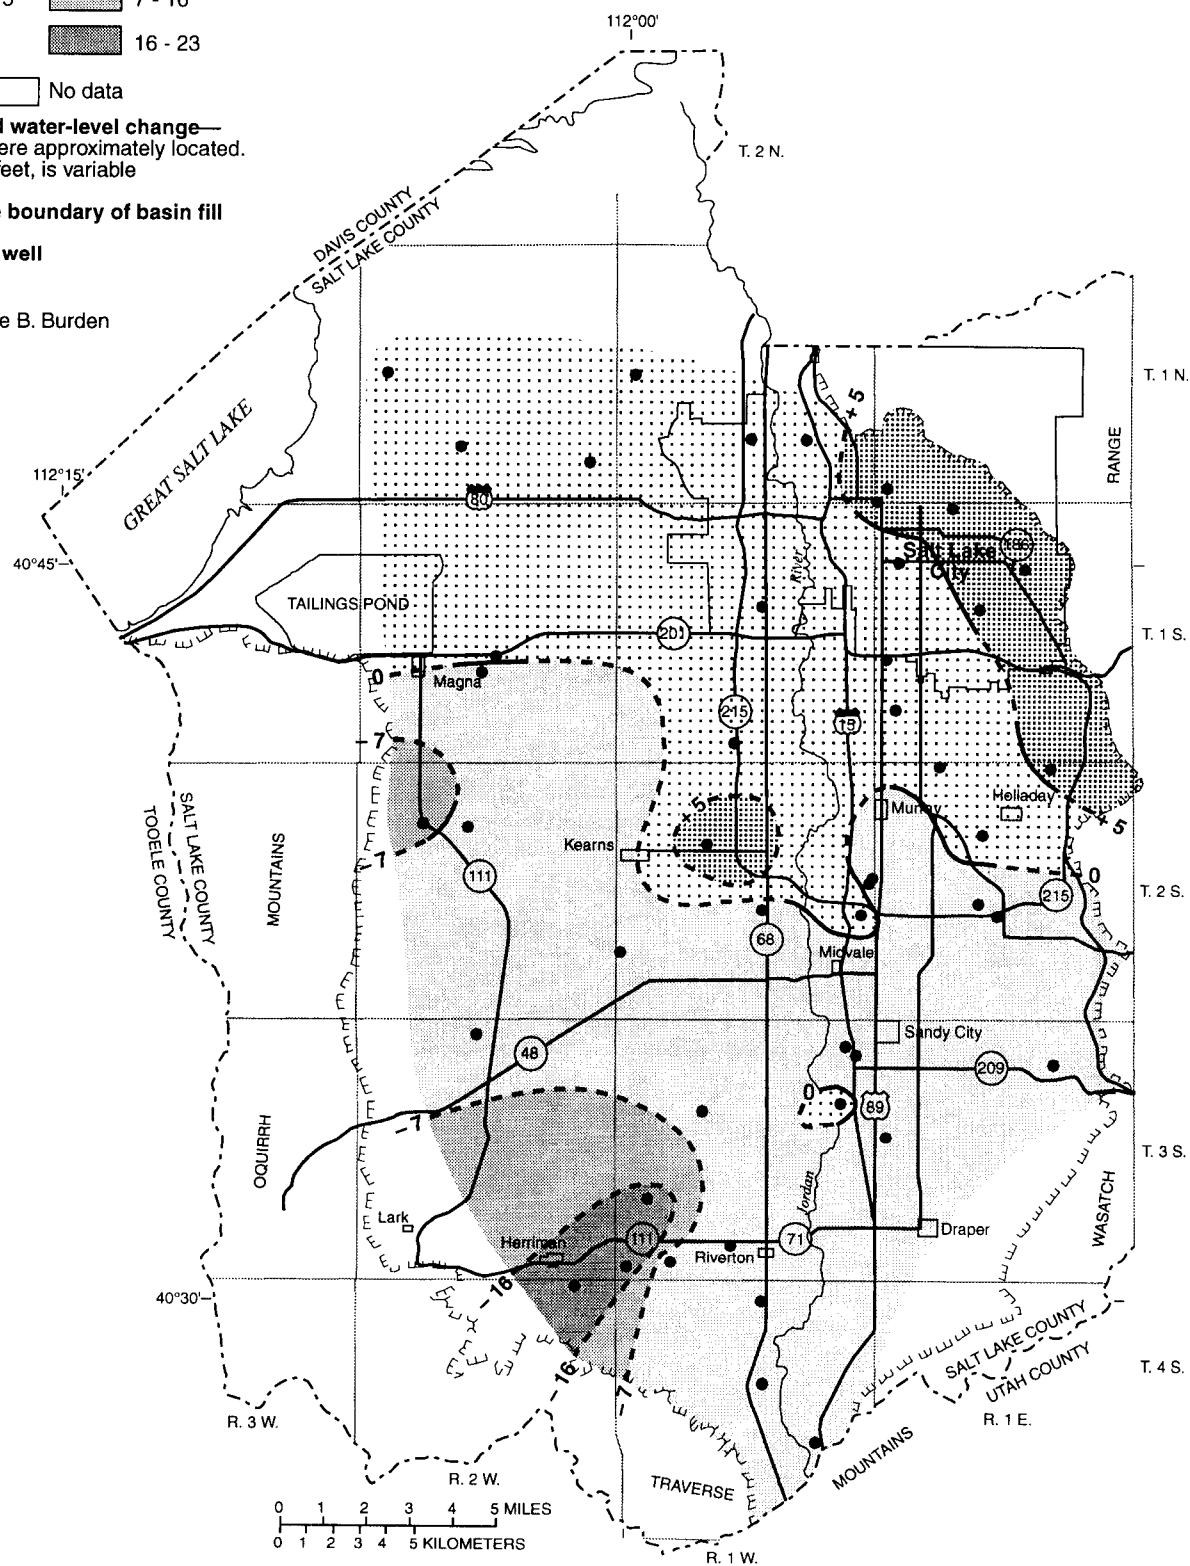 7 - 16
16 - 23
No data
water-level change—
ere approximately located.
feet, is variable
boundary of basin fill
well
e B. Burden
112°00'
T. 2 N.
DAVIS COUNTY
SALT LAKE COUNTY
GREAT SALT LAKE
112°15'
40°45'
T. 1 N.
RANGE
+ 5
80
Salt Lake
City
186
River
TAILINGS POND
201
T. 1 S.
0
Magna
215
15
- 7
Murray
Holladay
+ 5
+ 5
SALT LAKE COUNTY
TOOELE COUNTY
MOUNTAINS
Kearns
- 7
111
0
215
T. 2 S.
68
Midvale
Sandy City
48
209
0
89
- 7
OQUIRRH
Jordan
T. 3 S.
WASATCH
Lark
Herriman
111
71
Riverton
Draper
- 16
40°30'
16
7
SALT LAKE COUNTY
UTAH COUNTY
T. 4 S.
R. 3 W.
R. 1 E.
R. 2 W.
TRAVERSE
MOUNTAINS
0 1 2 3 4 5 MILES
0 1 2 3 4 5 KILOMETERS
R. 1 W.